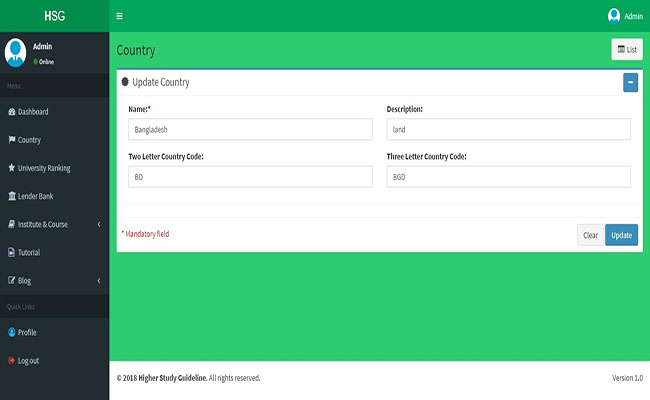 HSG
Admin
Admin
Online
Menu
Dashboard
Country
University Ranking
Lender Bank
Institute & Course
Tutorial
Blog
Quick Links
Profile
Log out
Country
List
Update Country
Name:*
Description:
Bangladesh
land
Two Letter Country Code:
Three Letter Country Code:
BD
BGD
* Mandatory field
Clear
Update
© 2018 Higher Study Guideline. All rights reserved.
Version 1.0